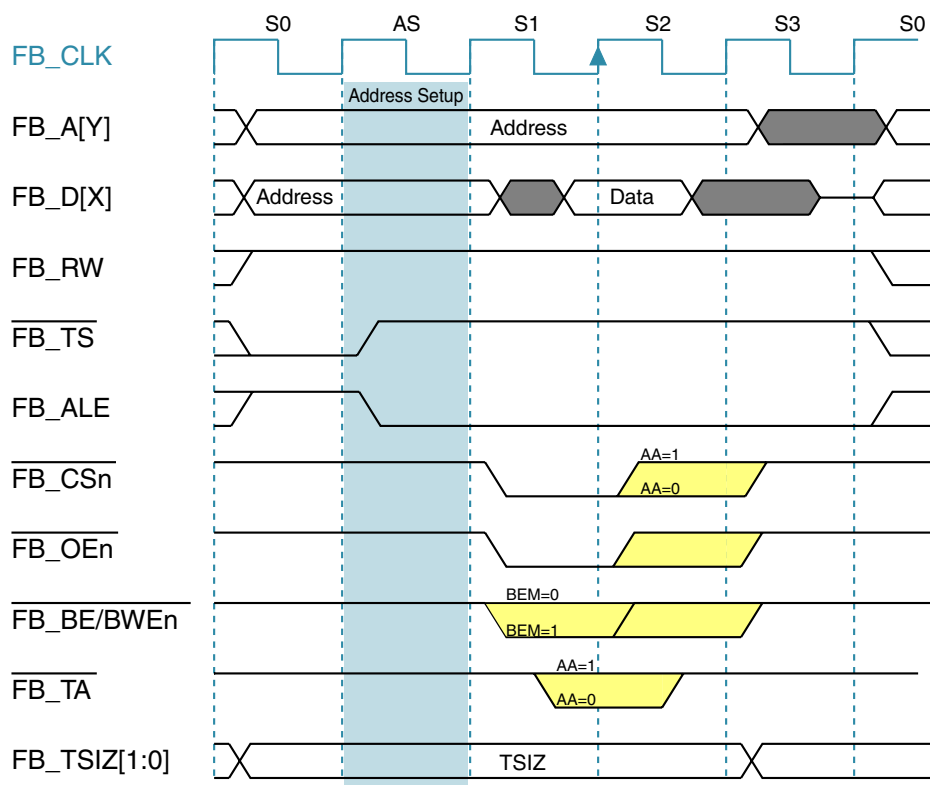 S0 AS S1 S2 S3 S0
FB_CLK
Address Setup
FB_A[Y] Address
FB_D[X] Address Data
FB_RW
FB_TS
FB_ALE
AA=1
FB_CSn
AA=0
FB_OEn
BEM=0
FB_BE/BWEn
BEM=1
AA=1
FB_TA
AA=0
FB_TSIZ[1:0] TSIZ